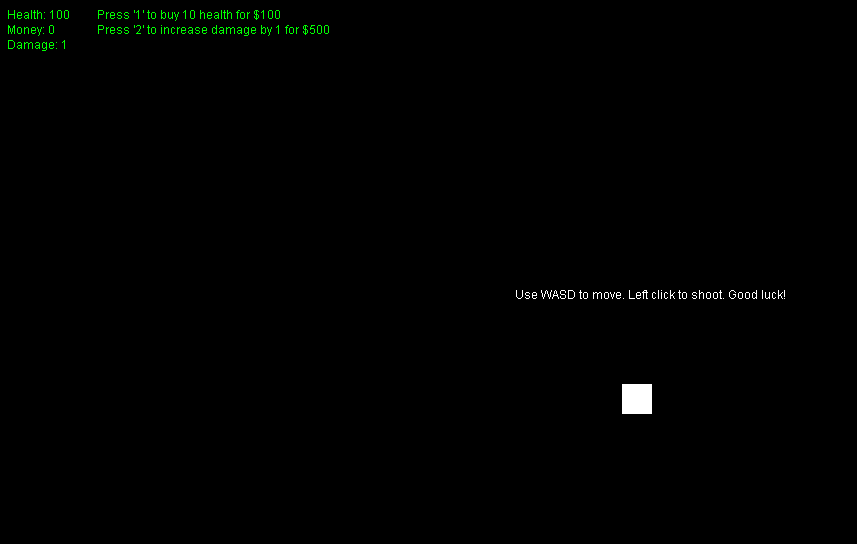 Health: 100 Press '1' to buy 10 health for $100
Money: 0 Press '2' to increase damage by 1 for $500
Damage: 1
Use WASD to move. Left click to shoot. Good luck!